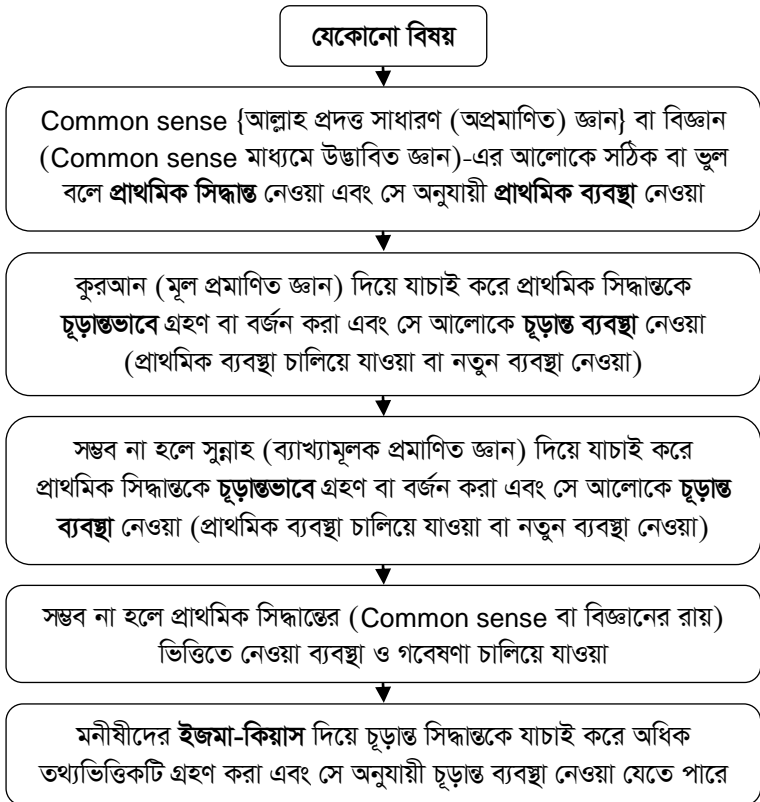 যেকোনো বিষয়
Common sense {আল্লাহ প্রদত্ত সাধারণ (অপ্রমাণিত) জ্ঞান} বা বিজ্ঞান
(Common sense মাধ্যমে উদ্ভাবিত জ্ঞান)-এর আলোকে সঠিক বা ভুল
বলে প্রাথমিক সিদ্ধান্ত নেওয়া এবং সে অনুযায়ী প্রাথমিক ব্যবস্থা নেওয়া
কুরআন (মূল প্রমাণিত জ্ঞান) দিয়ে যাচাই করে প্রাথমিক সিদ্ধান্তকে
চূড়ান্তভাবে গ্রহণ বা বর্জন করা এবং সে আলোকে চূড়ান্ত ব্যবস্থা নেওয়া
(প্রাথমিক ব্যবস্থা চালিয়ে যাওয়া বা নতুন ব্যবস্থা নেওয়া)
সম্ভব না হলে সুন্নাহ (ব্যাখ্যামূলক প্রমাণিত জ্ঞান) দিয়ে যাচাই করে
প্রাথমিক সিদ্ধান্তকে চূড়ান্তভাবে গ্রহণ বা বর্জন করা এবং সে আলোকে চূড়ান্ত
ব্যবস্থা নেওয়া (প্রাথমিক ব্যবস্থা চালিয়ে যাওয়া বা নতুন ব্যবস্থা নেওয়া)
সম্ভব না হলে প্রাথমিক সিদ্ধান্তের (Common sense বা বিজ্ঞানের রায়)
ভিত্তিতে নেওয়া ব্যবস্থা ও গবেষণা চালিয়ে যাওয়া
মনীষীদের ইজমা-কিয়াস দিয়ে চূড়ান্ত সিদ্ধান্তকে যাচাই করে অধিক
তথ্যভিত্তিকটি গ্রহণ করা এবং সে অনুযায়ী চূড়ান্ত ব্যবস্থা নেওয়া যেতে পারে